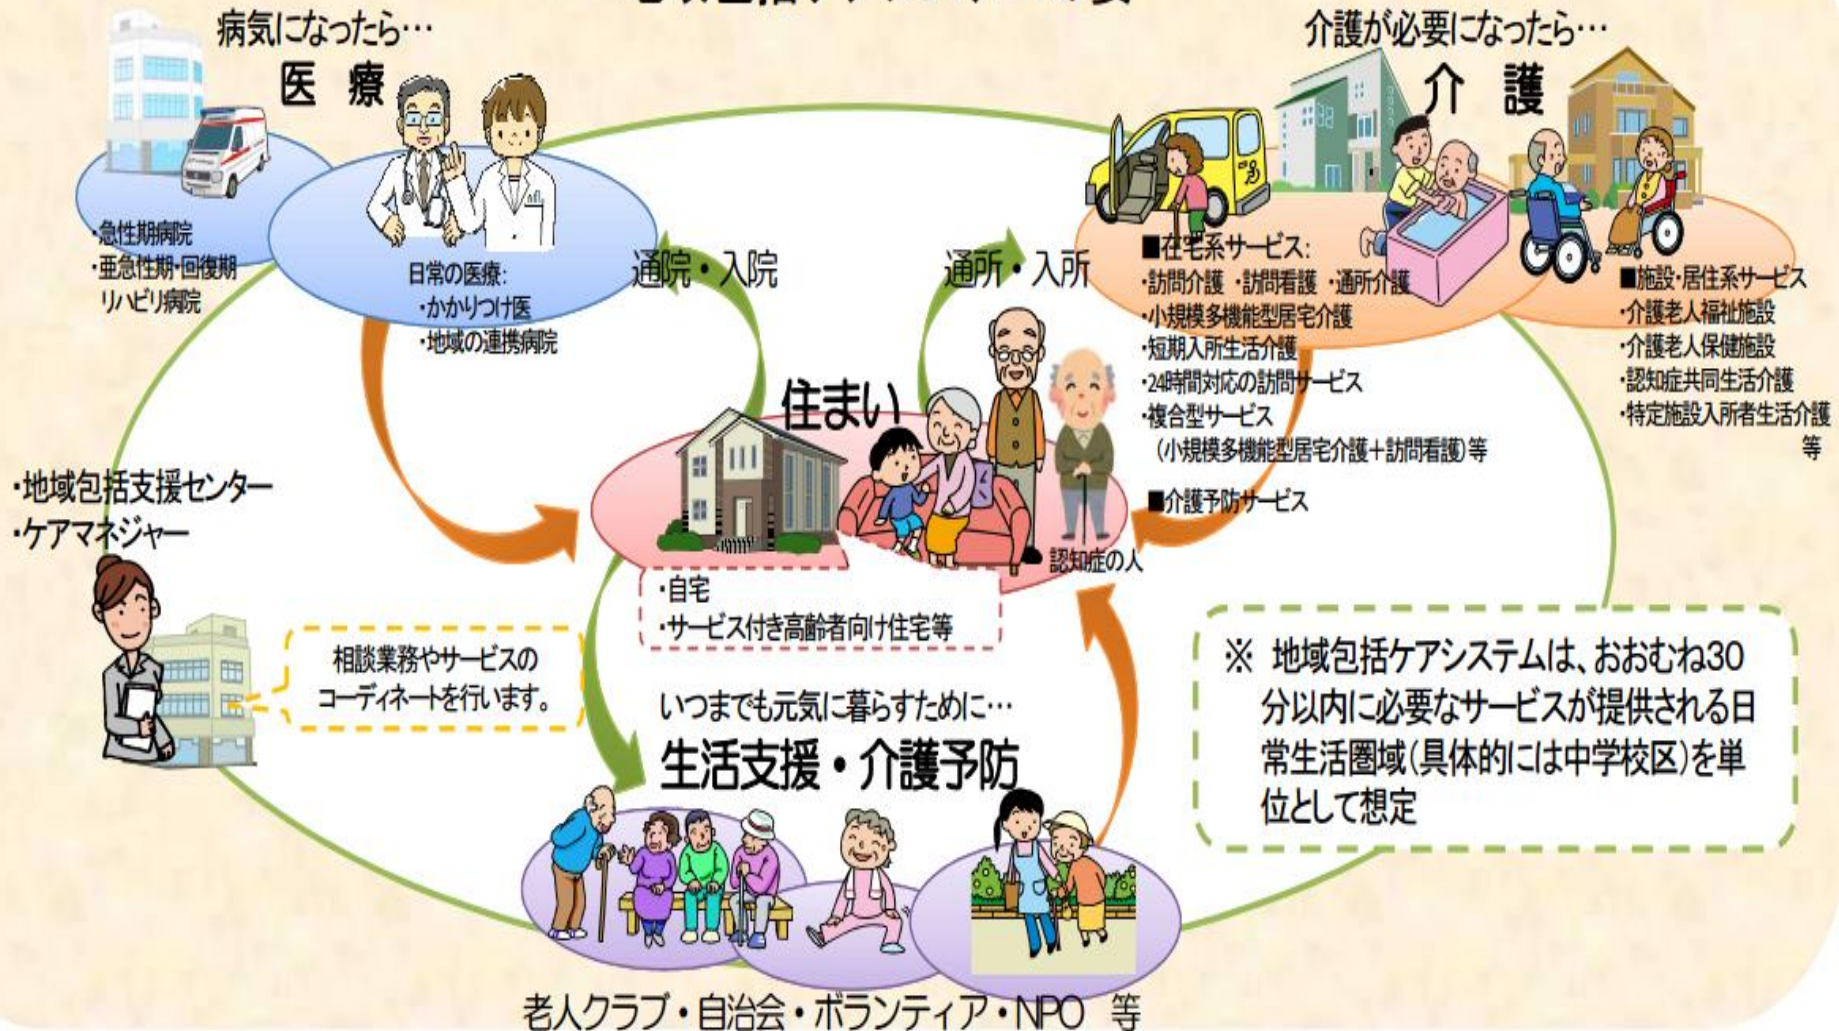 病気になったら…
医 療
・急性期病院
・亜急性期・回復期
リハビリ病院
日常の医療:
・かかりつけ医
・地域の連携病院
通院・入院
通所・入所
介護が必要になったら…
介 護
■在宅系サービス:
・訪問介護 ・訪問看護 ・通所介護
・小規模多機能型居宅介護
・短期入所生活介護
・24時間対応の訪問サービス
・複合型サービス
(小規模多機能型居宅介護+訪問看護)等
■介護予防サービス
■施設・居住系サービス
・介護老人福祉施設
・介護老人保健施設
・認知症共同生活介護
・特定施設入所者生活介護
等
住まい
認知症の人
・自宅
・サービス付き高齢者向け住宅等
・地域包括支援センター
・ケアマネジャー
相談業務やサービスの
コーディネートを行います。
いつまでも元気に暮らすために…
生活支援・介護予防
老人クラブ・自治会・ボランティア・NPO 等
※ 地域包括ケアシステムは、おおむね30
分以内に必要なサービスが提供される日
常生活圏域(具体的には中学校区)を単
位として想定